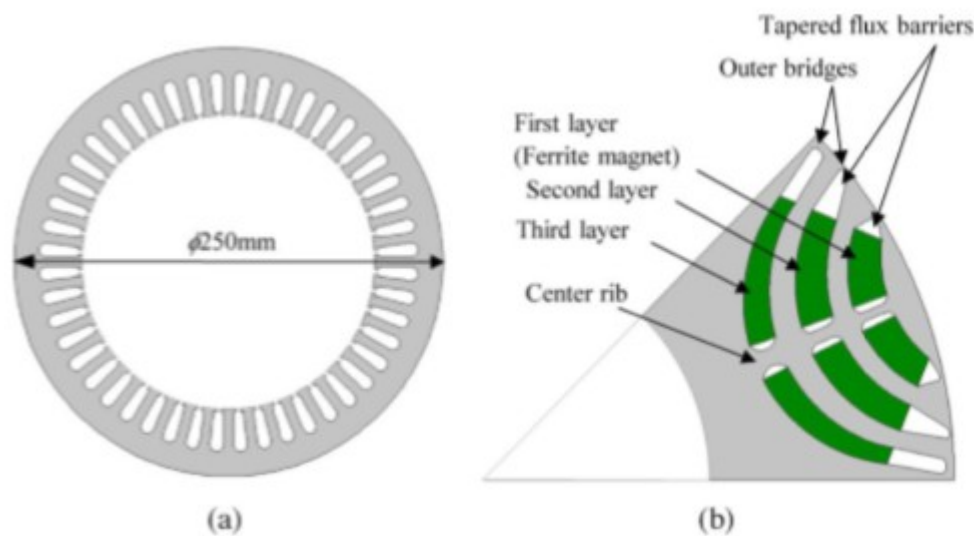 ϕ250mm
(a)
Tapered flux barriers
Outer bridges
First layer
(Ferrite magnet)
Second layer
Third layer
Center rib
(b)